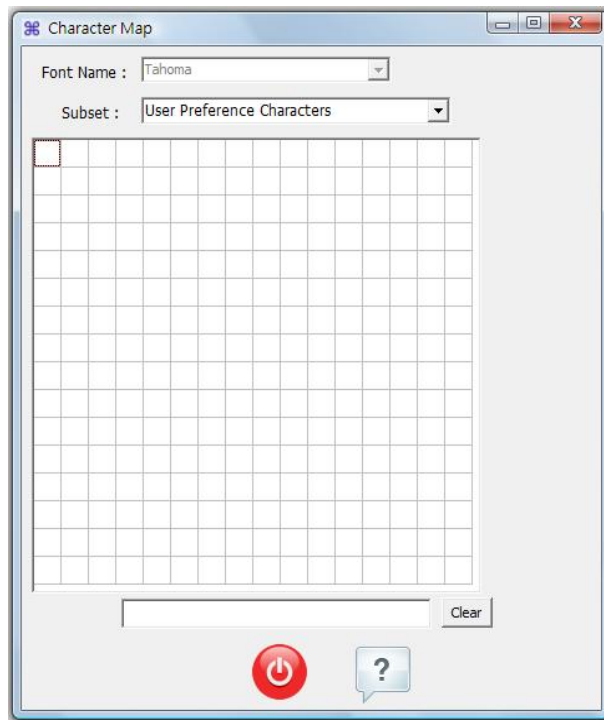 ⌘ Character Map
Font Name : Tahoma
Subset : User Preference Characters
Clear
?